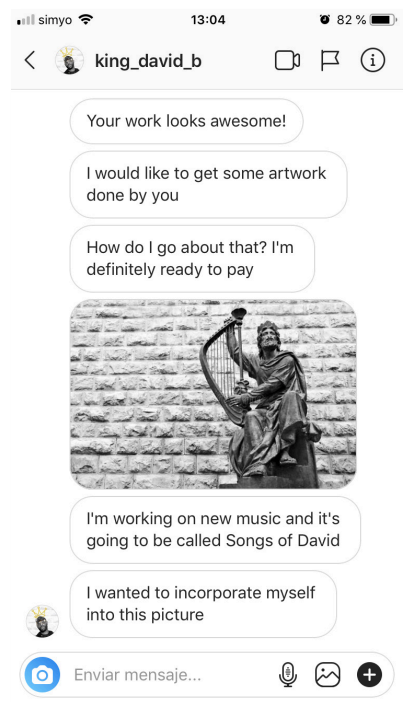 simyo
13:04
82 %
king_david_b
Your work looks awesome!
I would like to get some artwork
done by you
How do I go about that? I'm
definitely ready to pay
I'm working on new music and it's
going to be called Songs of David
I wanted to incorporate myself
into this picture
Enviar mensaje...